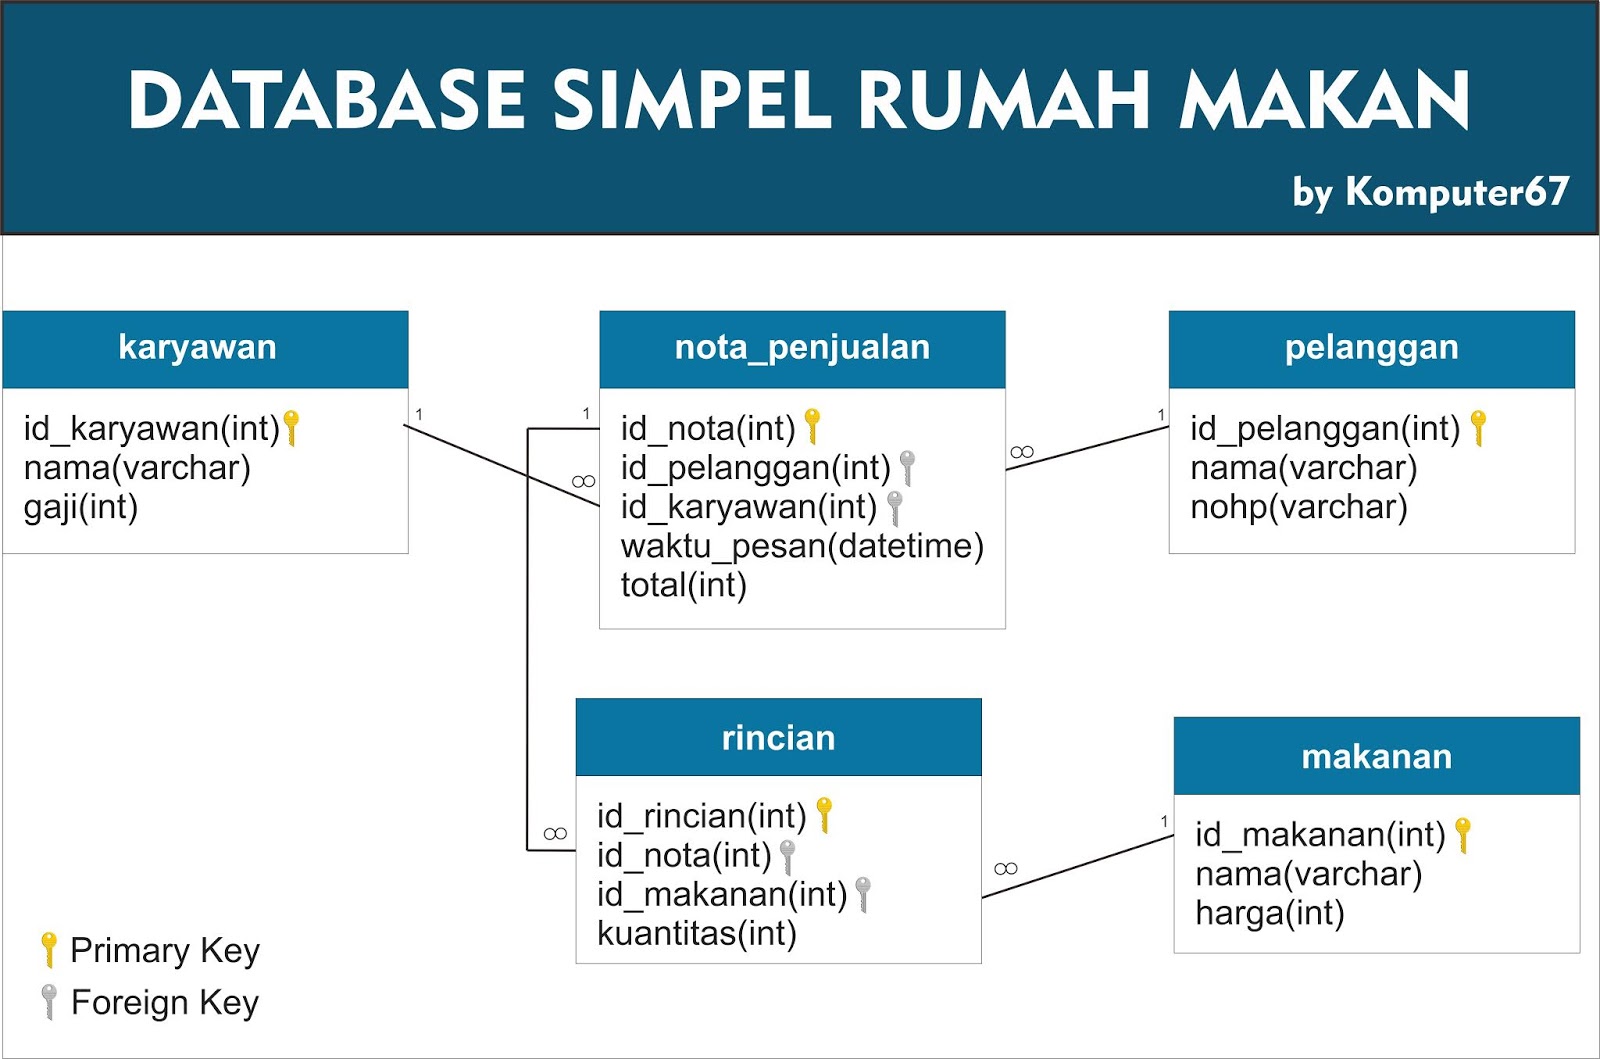 DATABASE SIMPEL RUMAH MAKAN
by Komputer67
karyawan
id_karyawan(int)
nama(varchar)
gaji(int)
1
nota_penjualan
1
∞
id_nota(int)
id_pelanggan(int)
id_karyawan(int)
waktu_pesan(datetime)
total(int)
∞
1
pelanggan
id_pelanggan(int)
nama(varchar)
nohp(varchar)
rincian
∞
id_rincian(int)
id_nota(int)
id_makanan(int)
kuantitas(int)
∞
1
makanan
id_makanan(int)
nama(varchar)
harga(int)
Primary Key
Foreign Key